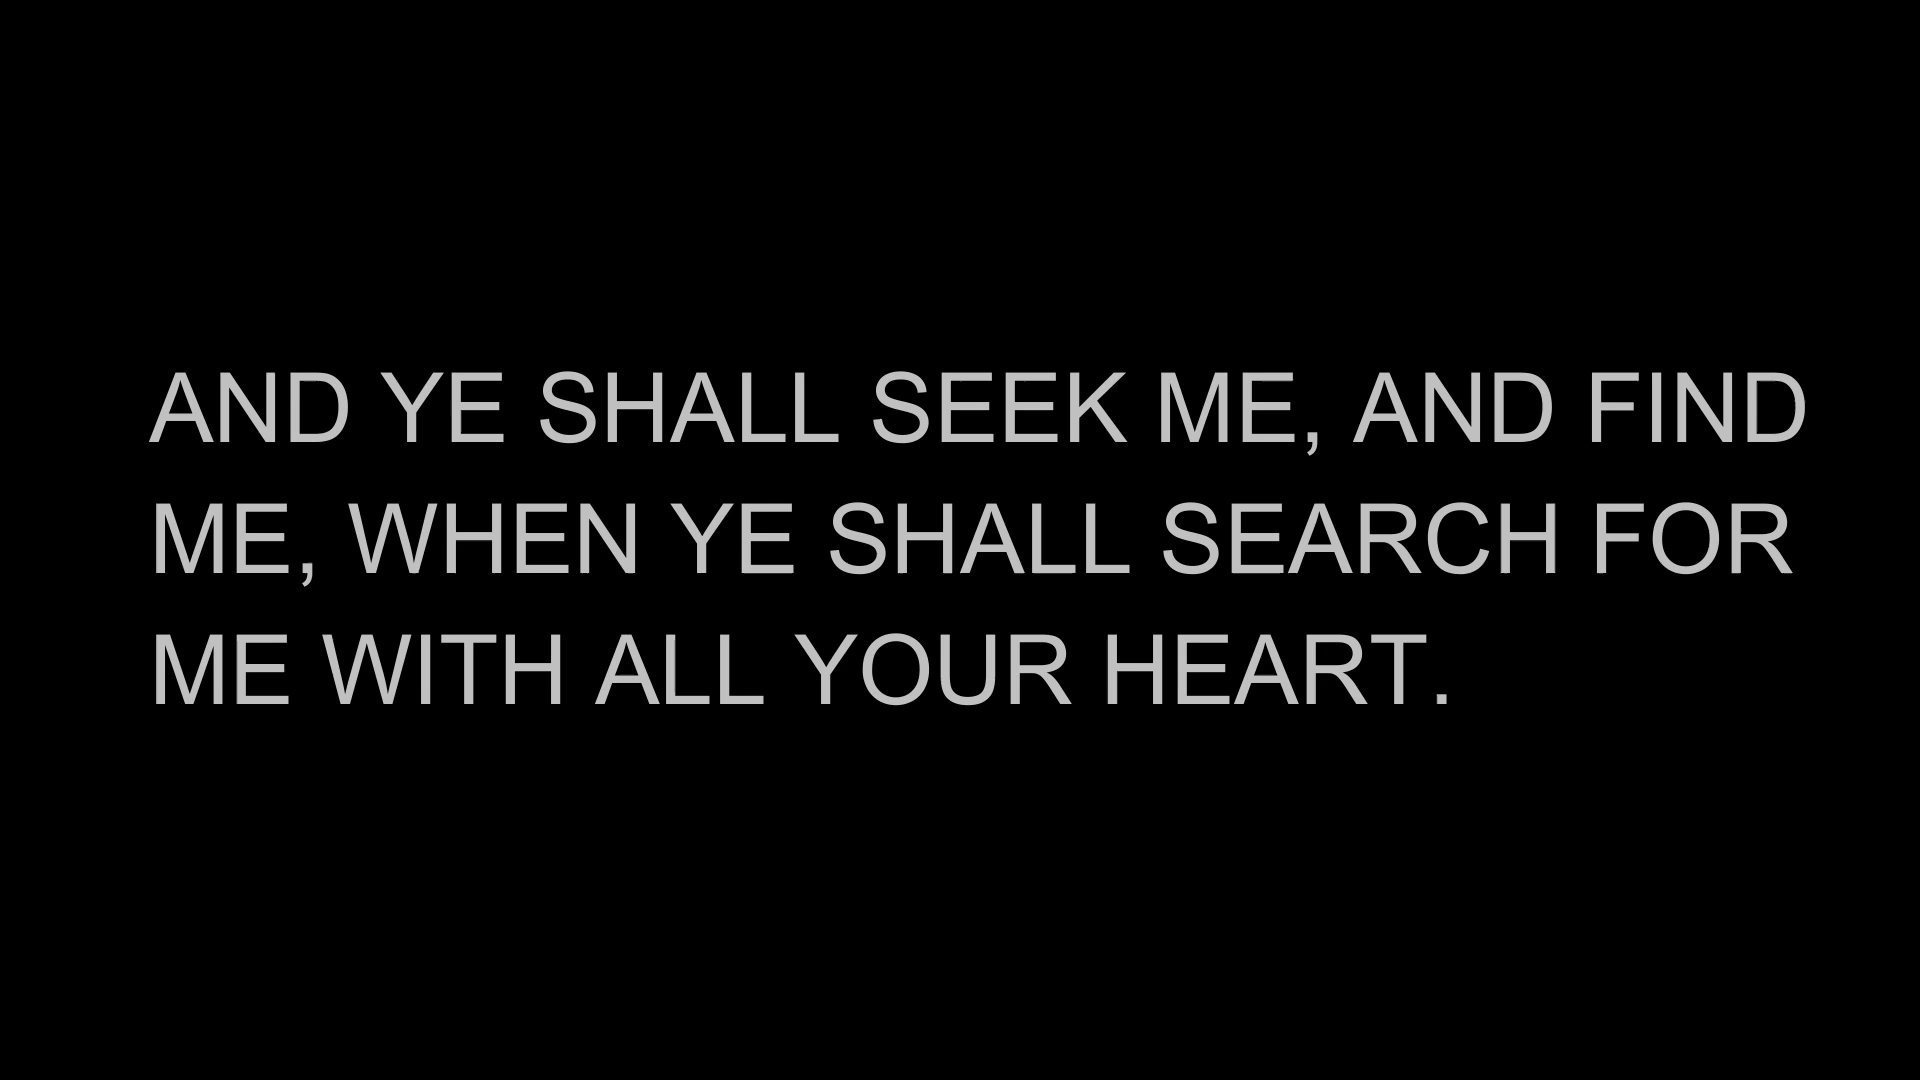 AND YE SHALL SEEK ME, AND FIND
ME, WHEN YE SHALL SEARCH FOR
ME WITH ALL YOUR HEART.